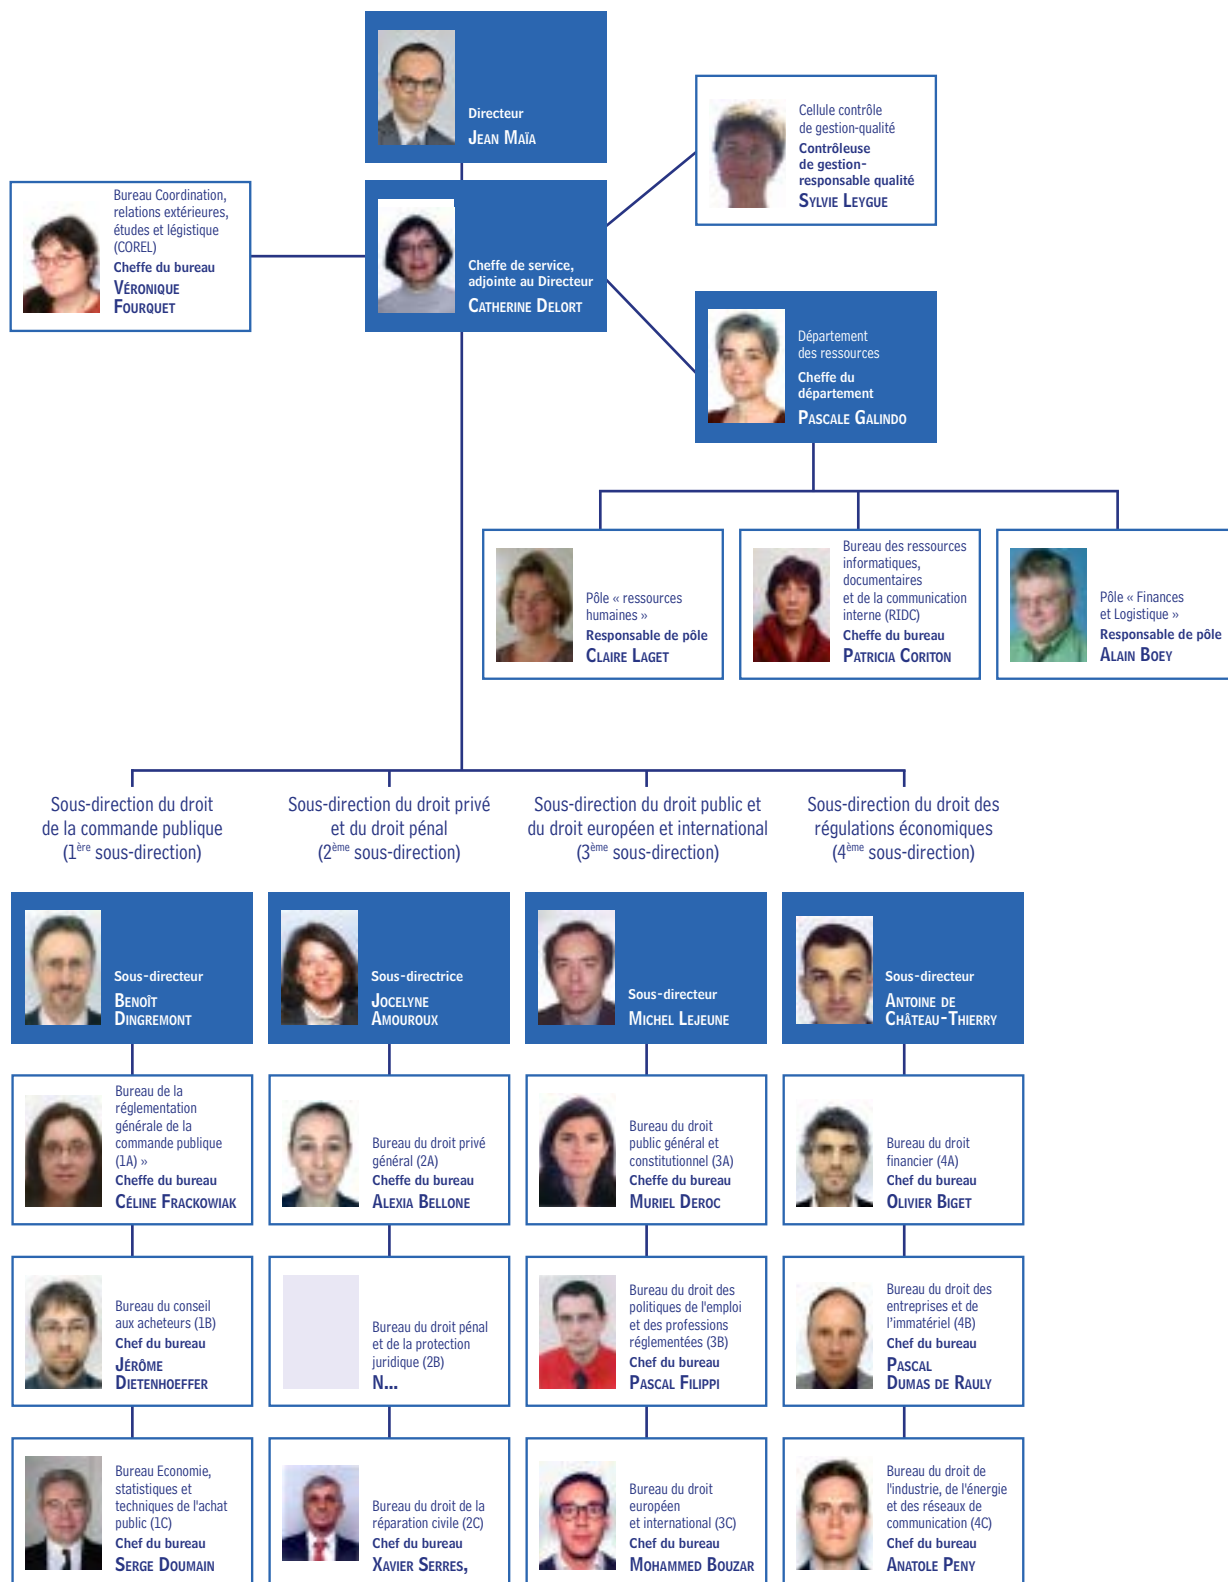 Directeur
JEAN MAÏA
Cellule contrôle
de gestion-qualité
Contrôleuse
de gestion-
responsable qualité
SYLVIE LEYGUE
Bureau Coordination,
relations extérieures,
études et légistique
(COREL)
Cheffe du bureau
VÉRONIQUE
FOURQUET
Cheffe de service,
adjointe au Directeur
CATHERINE DELORT
Département
des ressources
Cheffe du
département
PASCALE GALINDO
Pôle « ressources
humaines »
Responsable de pôle
CLAIRE LAGET
Bureau des ressources
informatiques,
documentaires
et de la communication
interne (RIDC)
Cheffe du bureau
PATRICIA CORITON
Pôle « Finances
et Logistique »
Responsable de pôle
ALAIN BOEY
Sous-direction du droit
de la commande publique
(1ère sous-direction)
Sous-direction du droit privé
et du droit pénal
(2ème sous-direction)
Sous-direction du droit public et
du droit européen et international
(3ème sous-direction)
Sous-direction du droit des
régulations économiques
(4ème sous-direction)
Sous-directeur
BENOÎT
DINGREMONT
Sous-directrice
JOCELYNE
AMOUROUX
Sous-directeur
MICHEL LEJEUNE
Sous-directeur
ANTOINE DE
CHÂTEAU-THIERRY
Bureau de la
réglementation
générale de la
commande publique
(1A) »
Cheffe du bureau
CÉLINE FRACKOWIAK
Bureau du droit privé
général (2A)
Cheffe du bureau
ALEXIA BELLONE
Bureau du droit
public général et
constitutionnel (3A)
Cheffe du bureau
MURIEL DEROC
Bureau du droit
financier (4A)
Chef du bureau
OLIVIER BIGET
Bureau du conseil
aux acheteurs (1B)
Chef du bureau
JÉRÔME
DIETENHOEFFER
Bureau du droit pénal
et de la protection
juridique (2B)
N...
Bureau du droit des
politiques de l'emploi
et des professions
réglementées (3B)
Chef du bureau
PASCAL FILIPPI
Bureau du droit des
entreprises et de
l'immatériel (4B)
Chef du bureau
PASCAL
DUMAS DE RAULY
Bureau Economie,
statistiques et
techniques de l'achat
public (1C)
Chef du bureau
SERGE DOUMAIN
Bureau du droit de la
réparation civile (2C)
Chef du bureau
XAVIER SERRES,
Bureau du droit
européen
et international (3C)
Chef du bureau
MOHAMMED BOUZAR
Bureau du droit de
l'industrie, de l'énergie
et des réseaux de
communication (4C)
Chef du bureau
ANATOLE PENY